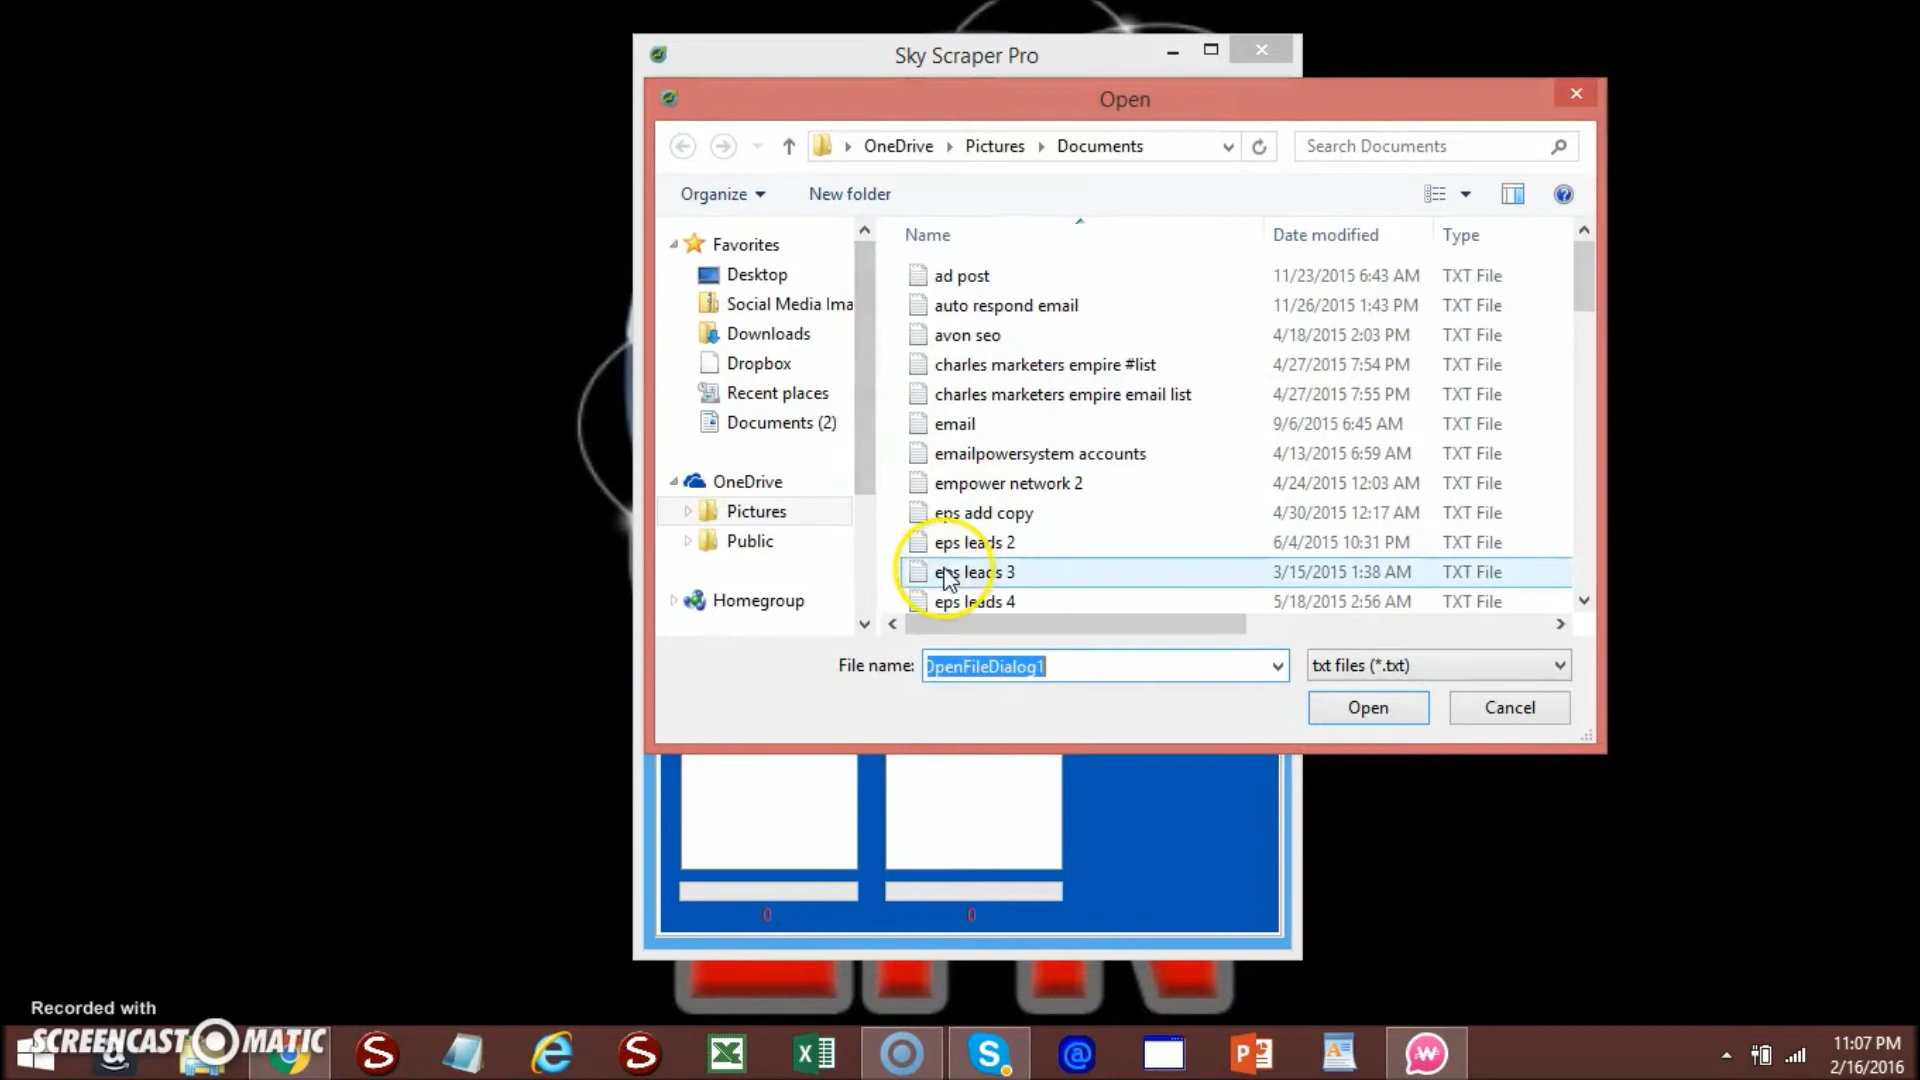 Sky Scraper Pro
Open
OneDrive Pictures Documents
Search Documents
Organize New folder
Name Date modified Type
Favorites
Desktop
Social Media Ima
Downloads
Dropbox
Recent places
Documents (2)
OneDrive
Pictures
Public
Homegroup
ad post 11/23/2015 6:43 AM TXT File
auto respond email 11/26/2015 1:43 PM TXT File
avon seo 4/18/2015 2:03 PM TXT File
charles marketers empire #list 4/27/2015 7:54 PM TXT File
charles marketers empire email list 4/27/2015 7:55 PM TXT File
email 9/6/2015 6:45 AM TXT File
emailpowersystem accounts 4/13/2015 6:59 AM TXT File
empower network 2 4/24/2015 12:03 AM TXT File
eps add copy 4/30/2015 12:17 AM TXT File
eps leads 2 6/4/2015 10:31 PM TXT File
eps leads 3 3/15/2015 1:38 AM TXT File
eps leads 4 5/18/2015 2:56 AM TXT File
File name: OpenFileDialog1 txt files (*.txt)
Open Cancel
0 0
Recorded with
SCREENCAST MATIC
11:07 PM
2/16/2016